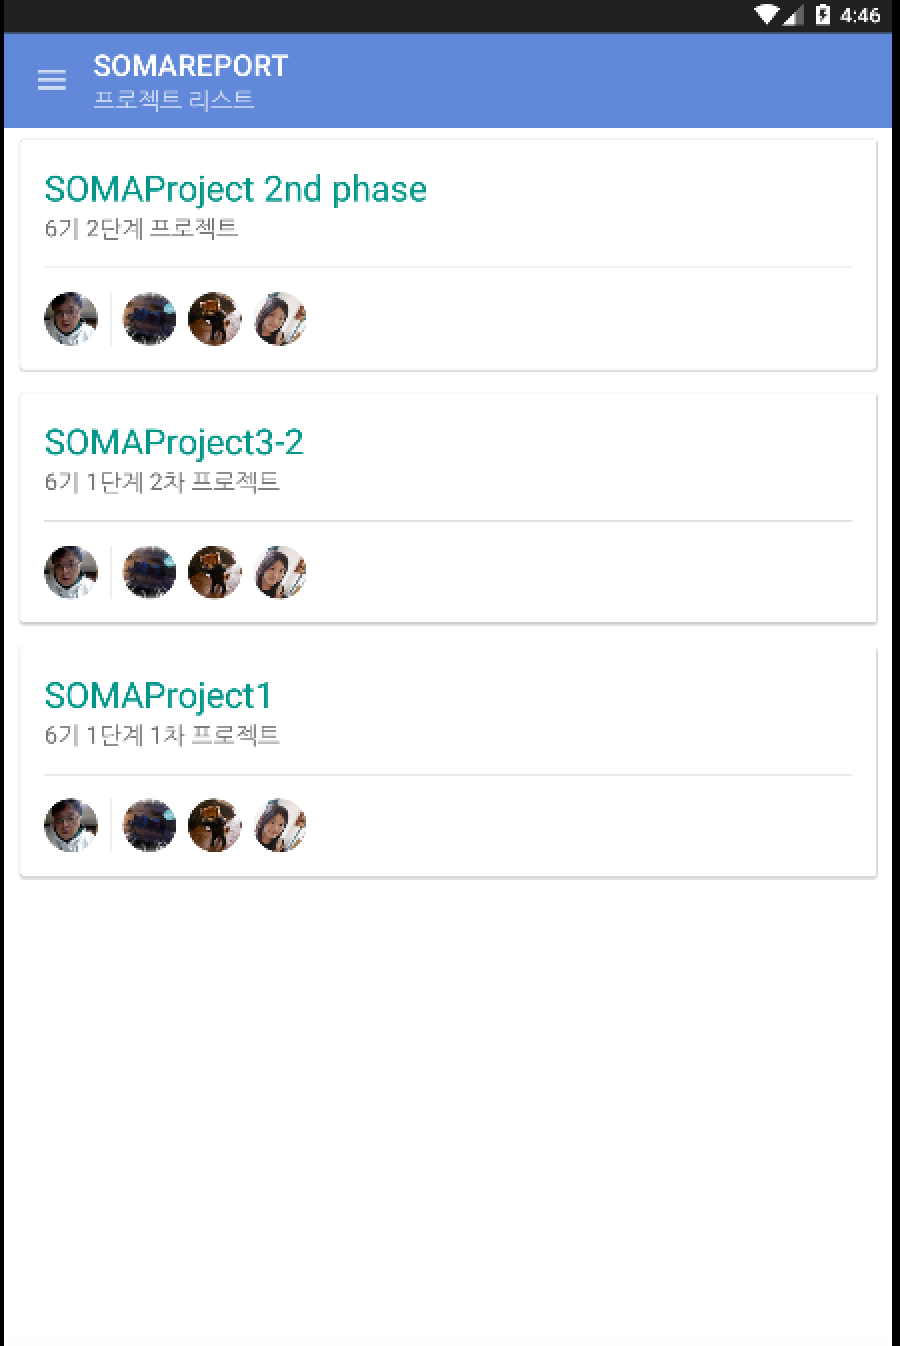 4:46
SOMAREPORT
프로젝트 리스트
SOMAProject 2nd phase
6기 2단계 프로젝트
SOMAProject3-2
6기 1단계 2차 프로젝트
SOMAProject1
6기 1단계 1차 프로젝트